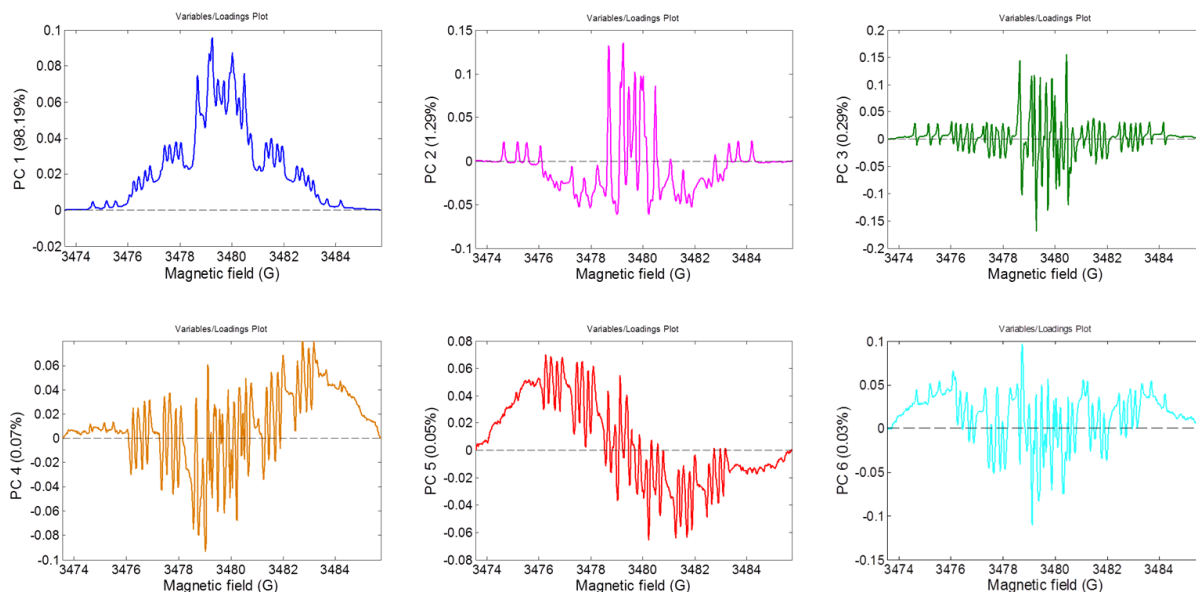 Variables/Loadings Plot
0.1
0.08
0.06
0.04
0.02
0
-0.02
PC 1 (98.19%)
3474 3476 3478 3480 3482 3484
Magnetic field (G)
Variables/Loadings Plot
0.15
0.1
0.05
0
-0.05
-0.1
PC 2 (1.29%)
3474 3476 3478 3480 3482 3484
Magnetic field (G)
Variables/Loadings Plot
0.2
0.15
0.1
0.05
0
-0.05
-0.1
-0.15
-0.2
PC 3 (0.29%)
3474 3476 3478 3480 3482 3484
Magnetic field (G)
Variables/Loadings Plot
0.06
0.04
0.02
0
-0.02
-0.04
-0.06
-0.08
-0.1
PC 4 (0.07%)
3474 3476 3478 3480 3482 3484
Magnetic field (G)
Variables/Loadings Plot
0.08
0.06
0.04
0.02
0
-0.02
-0.04
-0.06
-0.08
PC 5 (0.05%)
3474 3476 3478 3480 3482 3484
Magnetic field (G)
Variables/Loadings Plot
0.1
0.05
0
-0.05
-0.1
-0.15
PC 6 (0.03%)
3474 3476 3478 3480 3482 3484
Magnetic field (G)